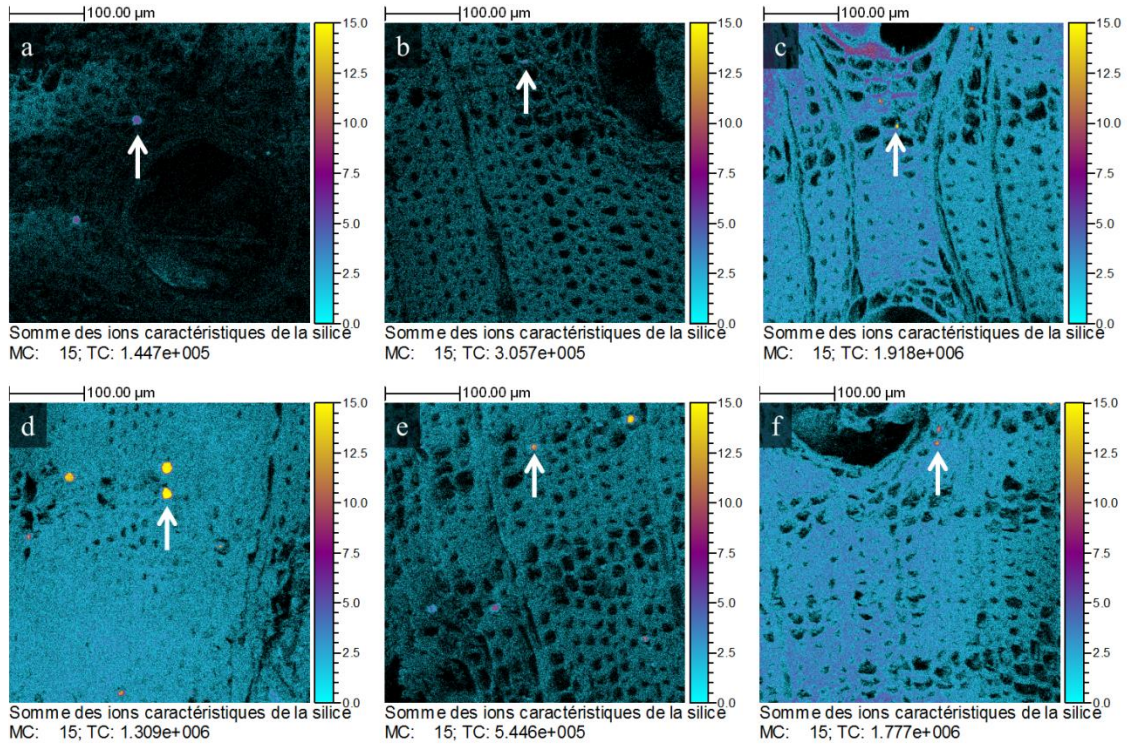 100.00 µm
100.00 µm
100.00 µm
a
b
c
15.0
12.5
10.0
7.5
5.0
2.5
0.0
15.0
12.5
10.0
7.5
5.0
2.5
0.0
15.0
12.5
10.0
7.5
5.0
2.5
0.0
Somme des ions caractéristiques de la silice
MC: 15; TC: 1.447e+005
Somme des ions caractéristiques de la silice
MC: 15; TC: 3.057e+005
Somme des ions caractéristiques de la silice
MC: 15; TC: 1.918e+006
100.00 µm
100.00 µm
100.00 µm
d
e
f
15.0
12.5
10.0
7.5
5.0
2.5
0.0
15.0
12.5
10.0
7.5
5.0
2.5
0.0
15.0
12.5
10.0
7.5
5.0
2.5
0.0
Somme des ions caractéristiques de la silice
MC: 15; TC: 1.309e+006
Somme des ions caractéristiques de la silice
MC: 15; TC: 5.446e+005
Somme des ions caractéristiques de la silice
MC: 15; TC: 1.777e+006